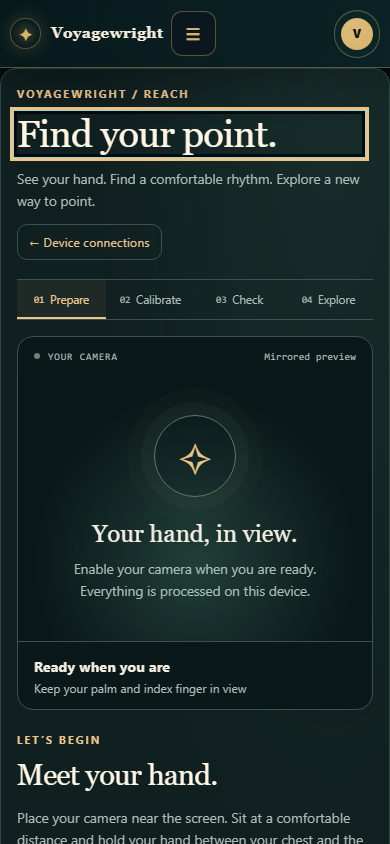 Voyagewright
V
VOYAGEWRIGHT / REACH
Find your point.
See your hand. Find a comfortable rhythm. Explore a new
way to point.
← Device connections
01 Prepare 02 Calibrate 03 Check 04 Explore
YOUR CAMERA Mirrored preview
Your hand, in view.
Enable your camera when you are ready.
Everything is processed on this device.
Ready when you are
Keep your palm and index finger in view
LET'S BEGIN
Meet your hand.
Place your camera near the screen. Sit at a comfortable
distance and hold your hand between your chest and the